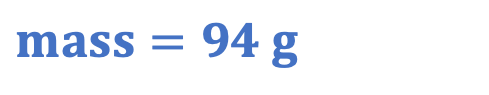 mass = 94 g